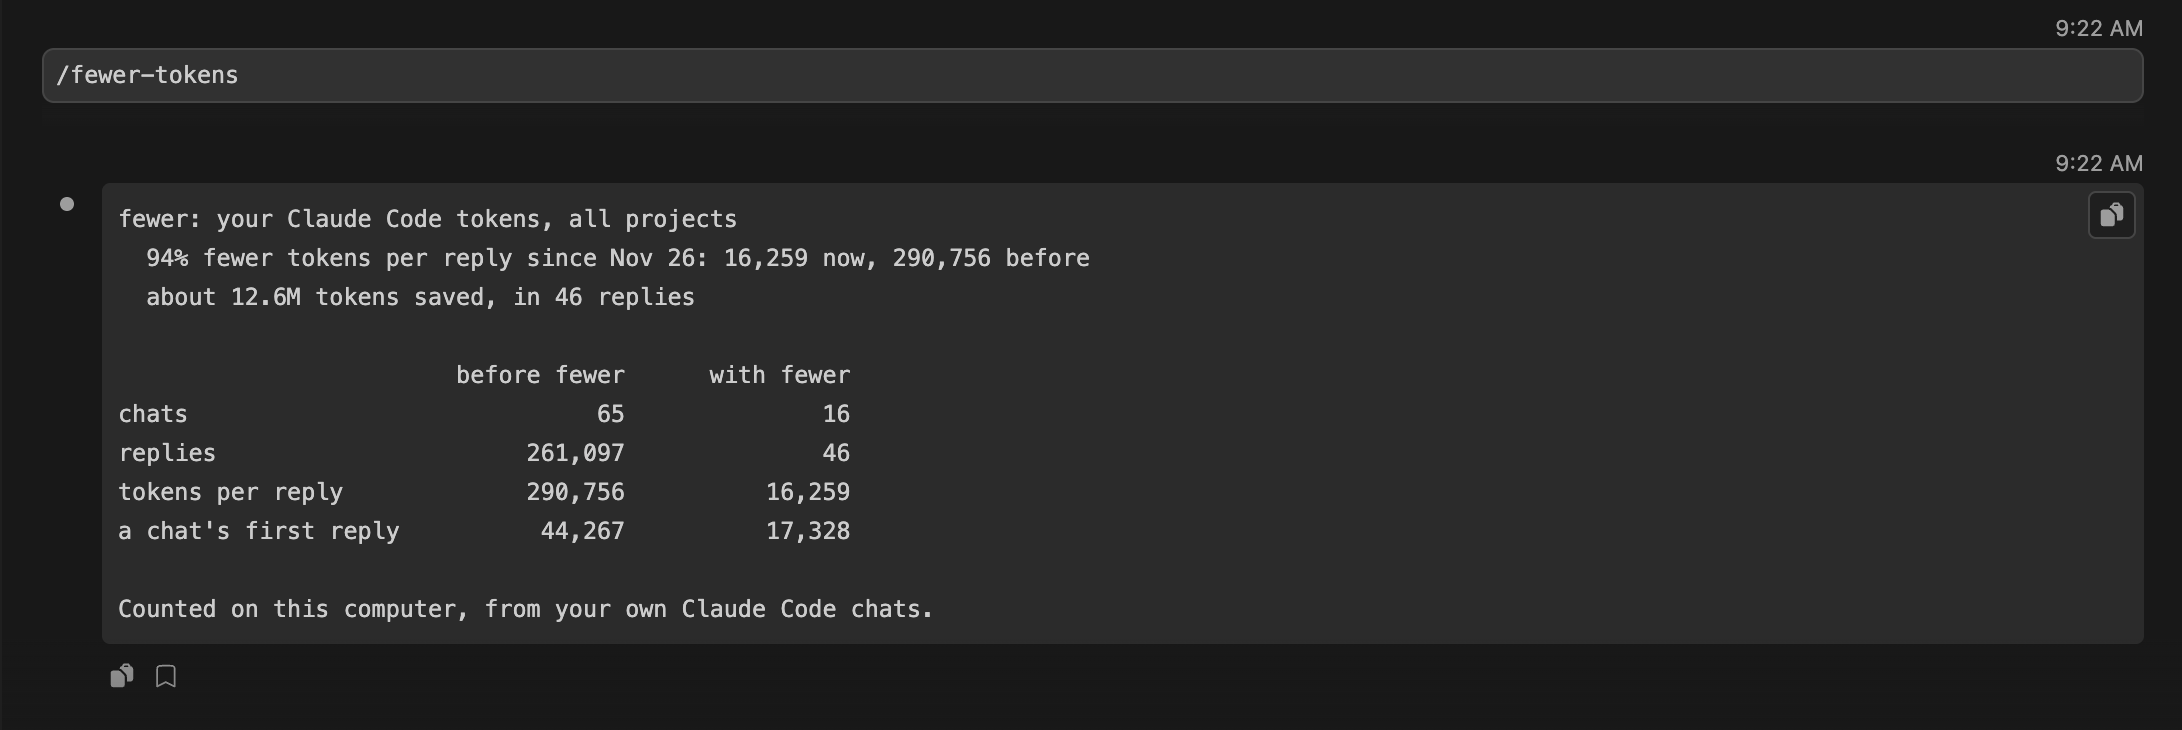 9:22 AM
/fewer-tokens
9:22 AM
fewer: your Claude Code tokens, all projects
94% fewer tokens per reply since Nov 26: 16,259 now, 290,756 before
about 12.6M tokens saved, in 46 replies
before fewer with fewer
chats 65 16
replies 261,097 46
tokens per reply 290,756 16,259
a chat's first reply 44,267 17,328
Counted on this computer, from your own Claude Code chats.